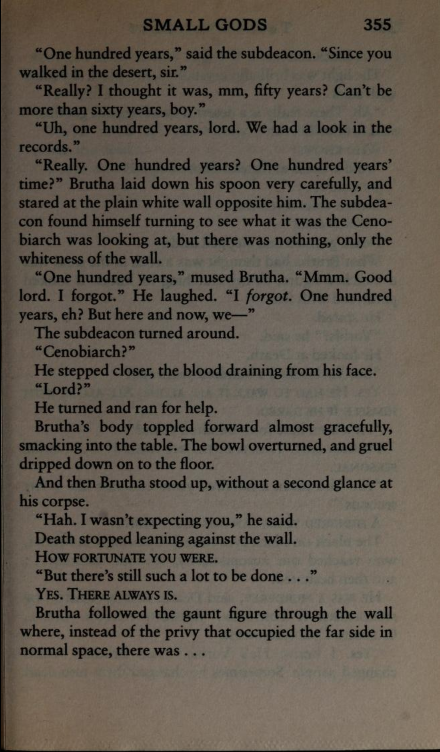 SMALL GODS 355
“One hundred years,” said the subdeacon. “Since you
walked in the desert, sir.”
“Really? I thought it was, mm, fifty years? Can’t be
more than sixty years, boy.”
“Uh, one hundred years, lord. We had a look in the
records.”
“Really. One hundred years? One hundred years’
time?” Brutha laid down his spoon very carefully, and
stared at the plain white wall opposite him. The subdea-
con found himself turning to see what it was the Ceno-
biarch was looking at, but there was nothing, only the
whiteness of the wall.
“One hundred years,” mused Brutha. “Mmm. Good
lord. I forgot.” He laughed. “I forgot. One hundred
years, eh? But here and now, we—”
The subdeacon turned around.
“Cenobiarch?”
He stepped closer, the blood draining from his face.
“Lord?”
He turned and ran for help.
Brutha’s body toppled forward almost gracefully,
smacking into the table. The bowl overturned, and gruel
dripped down on to the floor.
And then Brutha stood up, without a second glance at
his corpse.
“Hah. I wasn’t expecting you,” he said.
Death stopped leaning against the wall.
HOW FORTUNATE YOU WERE.
“But there’s still such a lot to be done . . .”
YES. THERE ALWAYS IS.
Brutha followed the gaunt figure through the wall
where, instead of the privy that occupied the far side in
normal space, there was . . .